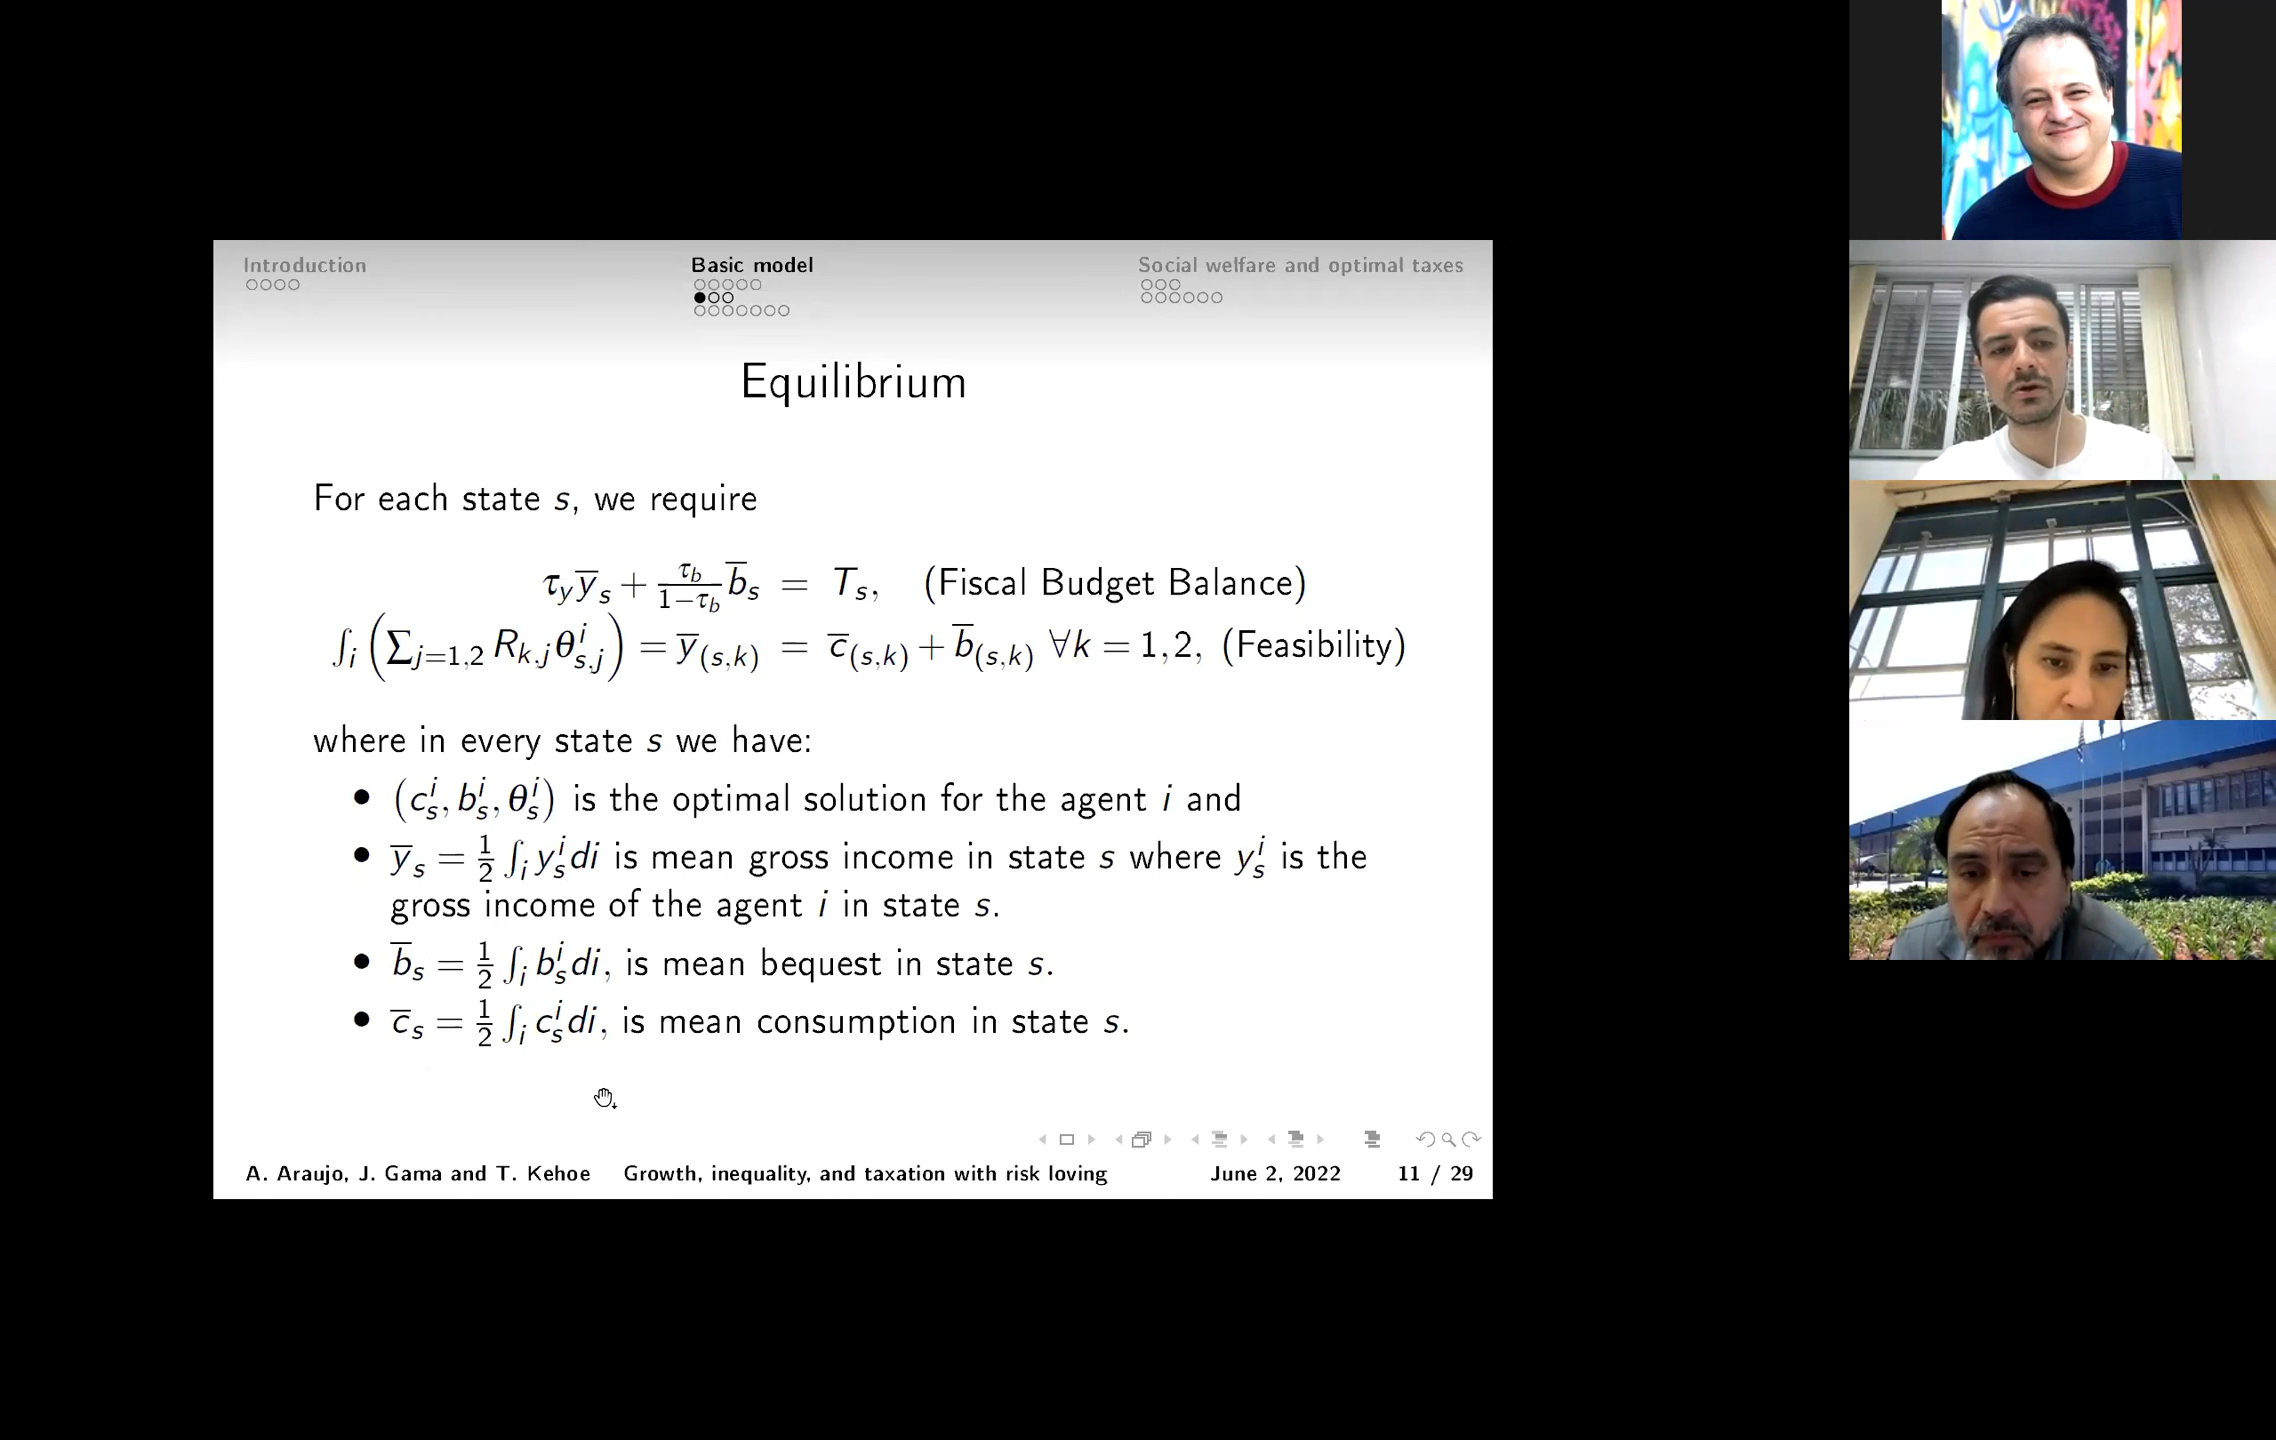 Introduction
Basic model
Social welfare and optimal taxes
Equilibrium
For each state s, we require
τ_y y̅_s + τ_b/(1−τ_b) b̅_s = T_s, (Fiscal Budget Balance)
∫_i (∑_{j=1,2} R_{k,j} θ^i_{s,j}) = y̅_{(s,k)} = c̅_{(s,k)} + b̅_{(s,k)} ∀k = 1,2, (Feasibility)
where in every state s we have:
• (c^i_s, b^i_s, θ^i_s) is the optimal solution for the agent i and
• y̅_s = 1/2 ∫_i y^i_s di is mean gross income in state s where y^i_s is the
gross income of the agent i in state s.
• b̅_s = 1/2 ∫_i b^i_s di, is mean bequest in state s.
• c̅_s = 1/2 ∫_i c^i_s di, is mean consumption in state s.
A. Araujo, J. Gama and T. Kehoe Growth, inequality, and taxation with risk loving June 2, 2022 11 / 29